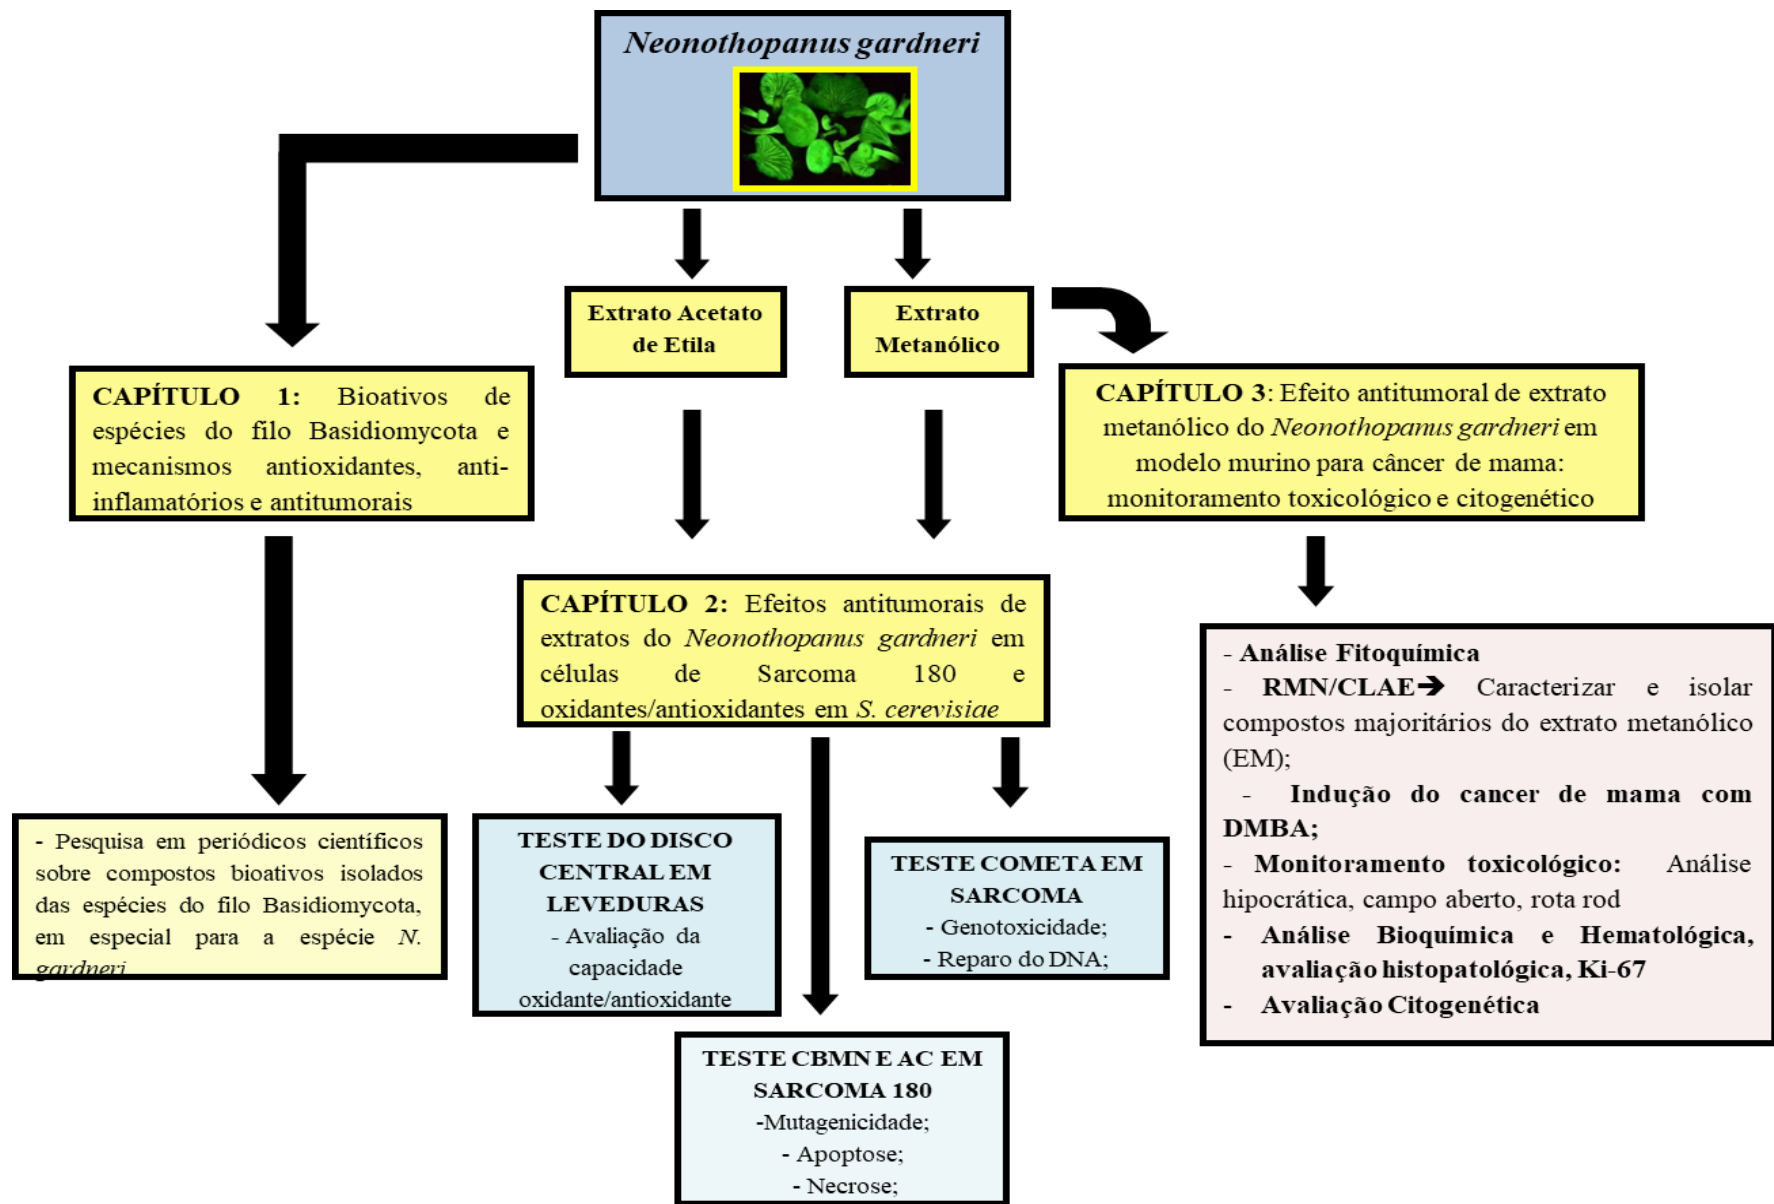 Neonothopanus gardneri
Extrato Acetato
de Etila
Extrato
Metanólico
CAPÍTULO 1: Bioativos de
espécies do filo Basidiomycota e
mecanismos antioxidantes, anti-
inflamatórios e antitumorais
CAPÍTULO 3: Efeito antitumoral de extrato
metanólico do Neonothopanus gardneri em
modelo murino para câncer de mama:
monitoramento toxicológico e citogenético
CAPÍTULO 2: Efeitos antitumorais de
extratos do Neonothopanus gardneri em
células de Sarcoma 180 e
oxidantes/antioxidantes em S. cerevisiae
- Pesquisa em periódicos científicos
sobre compostos bioativos isolados
das espécies do filo Basidiomycota,
em especial para a espécie N.
gardneri
TESTE DO DISCO
CENTRAL EM
LEVEDURAS
- Avaliação da
capacidade
oxidante/antioxidante
TESTE COMETA EM
SARCOMA
- Genotoxicidade;
- Reparo do DNA;
TESTE CBMN E AC EM
SARCOMA 180
-Mutagenicidade;
- Apoptose;
- Necrose;
- Análise Fitoquímica
- RMN/CLAE➔ Caracterizar e isolar
compostos majoritários do extrato metanólico
(EM);
- Indução do cancer de mama com
DMBA;
- Monitoramento toxicológico: Análise
hipocrática, campo aberto, rota rod
- Análise Bioquímica e Hematológica,
avaliação histopatológica, Ki-67
- Avaliação Citogenética